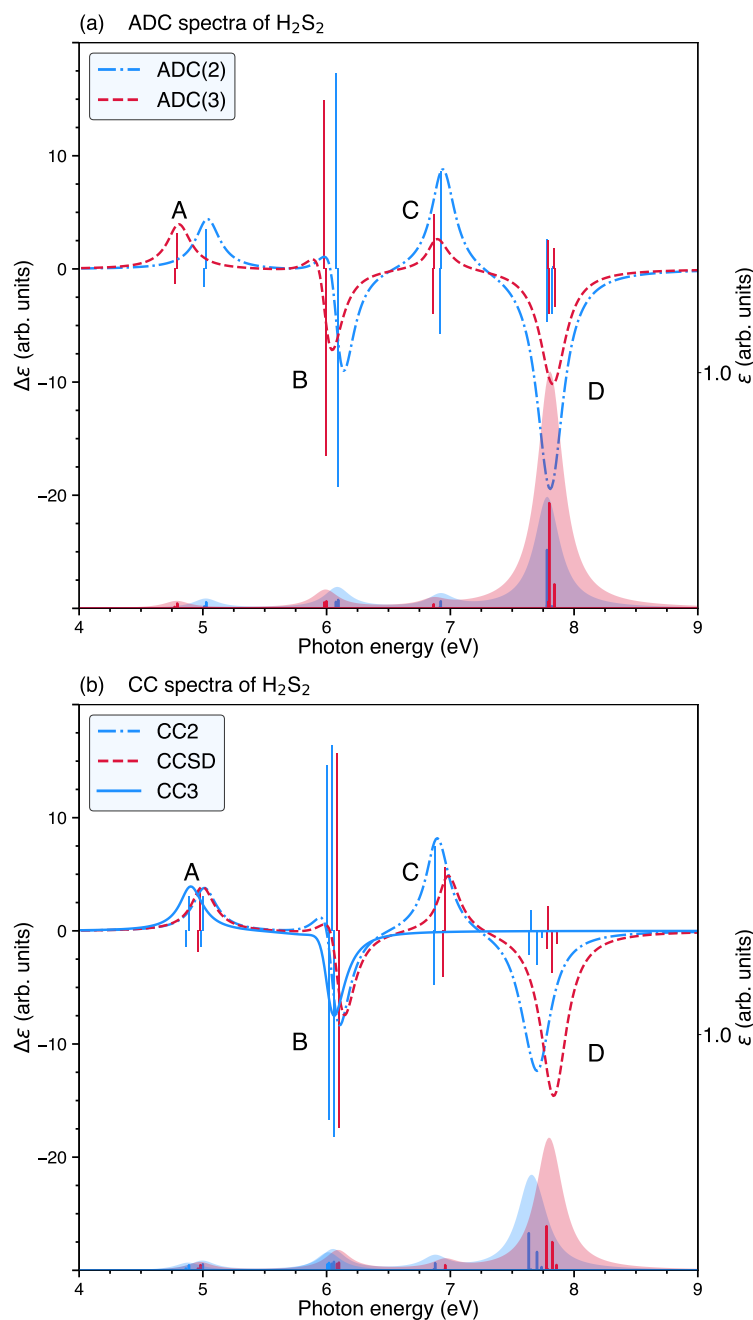 (a) ADC spectra of H₂S₂
ADC(2)
ADC(3)
10
0
−10
−20
Δε (arb. units)
A
B
C
D
1.0
ε (arb. units)
4 5 6 7 8 9
Photon energy (eV)
(b) CC spectra of H₂S₂
CC2
CCSD
CC3
10
0
−10
−20
Δε (arb. units)
A
B
C
D
1.0
ε (arb. units)
4 5 6 7 8 9
Photon energy (eV)